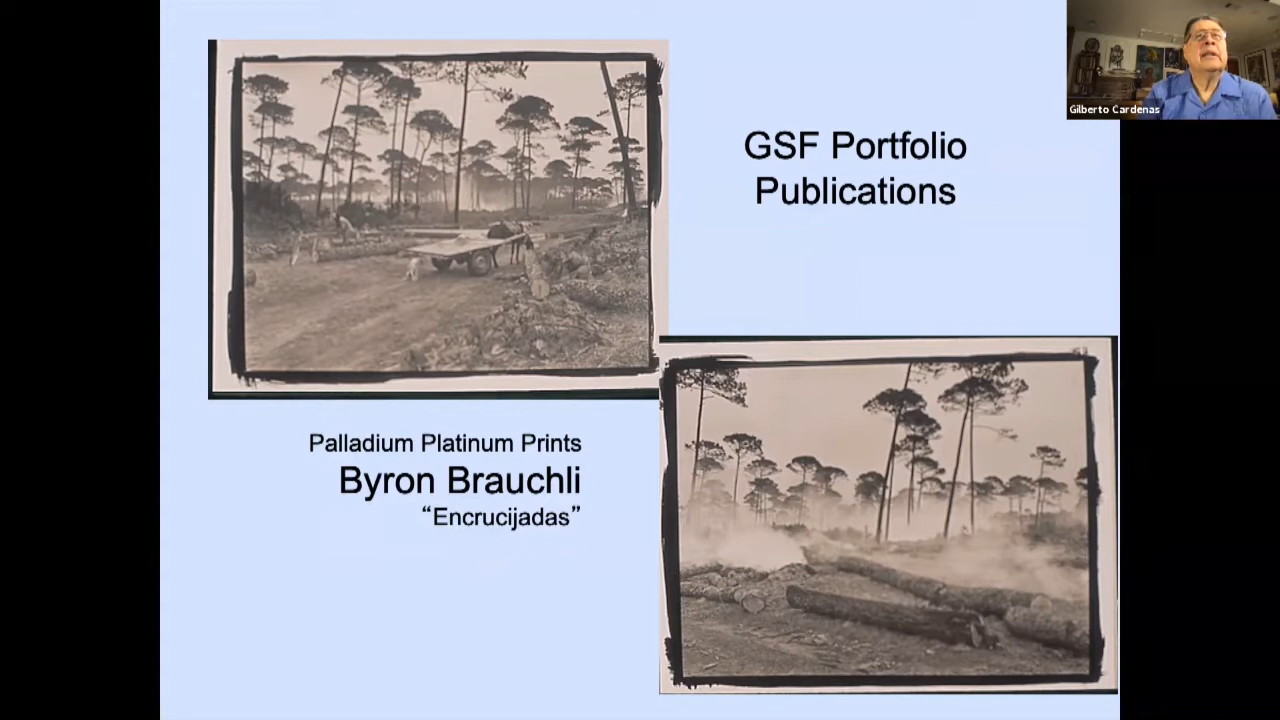 Gilberto Cardenas
GSF Portfolio
Publications
Palladium Platinum Prints
Byron Brauchli
“Encrucijadas”